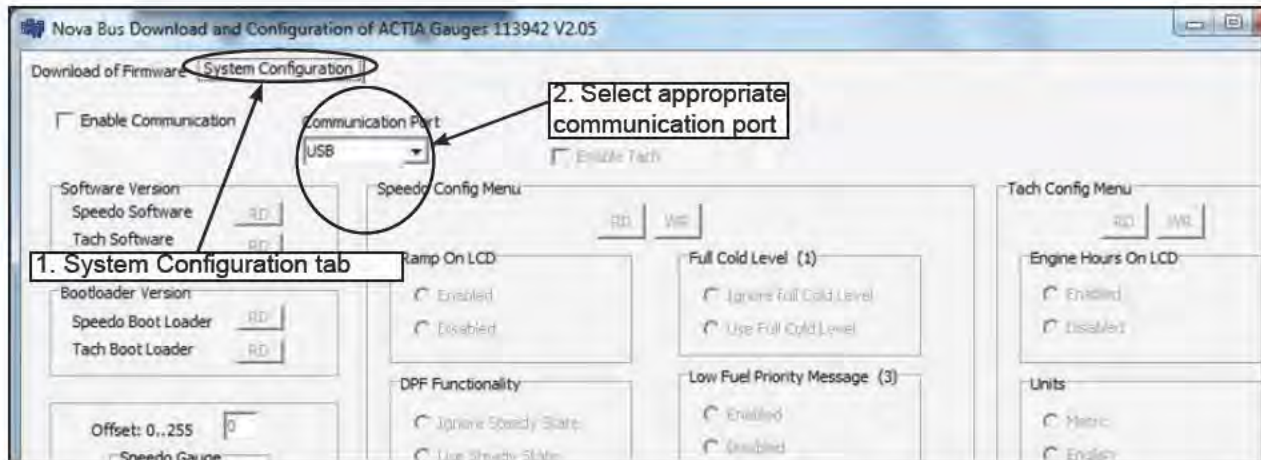 Nova Bus Download and Configuration of ACTIA Gauges 113942 V2.05
Download of Firmware System Configuration
Enable Communication
Communication Port
2. Select appropriate
communication port
USB
Enable Tach
Software Version
Speedo Software RD
Tach Software RD
1. System Configuration tab
Bootloader Version
Speedo Boot Loader RD
Tach Boot Loader RD
Offset: 0..255 0
Speedo Gauge
Speedo Config Menu
RD WR
Ramp On LCD
Enabled
Disabled
Full Cold Level (1)
Ignore Full Cold Level
Use Full Cold Level
DPF Functionality
Ignore Steady State
Use Steady State
Low Fuel Priority Message (3)
Enabled
Disabled
Tach Config Menu
RD WR
Engine Hours On LCD
Enabled
Disabled
Units
Metric
English